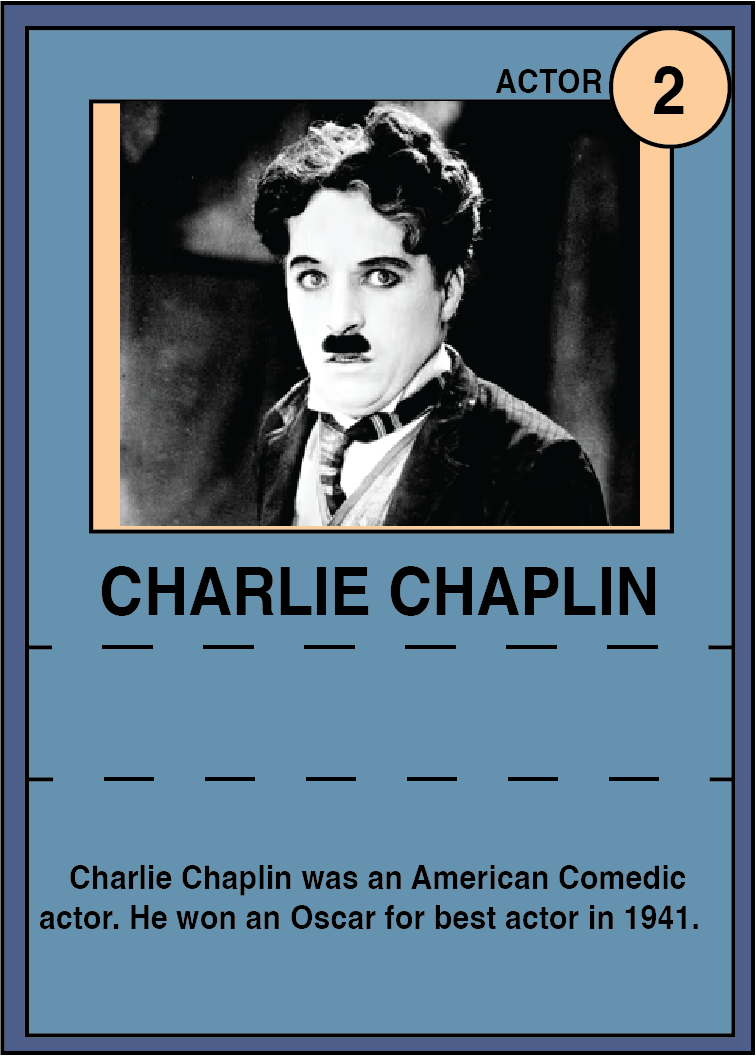 ACTOR
2
CHARLIE CHAPLIN
Charlie Chaplin was an American Comedic
actor. He won an Oscar for best actor in 1941.